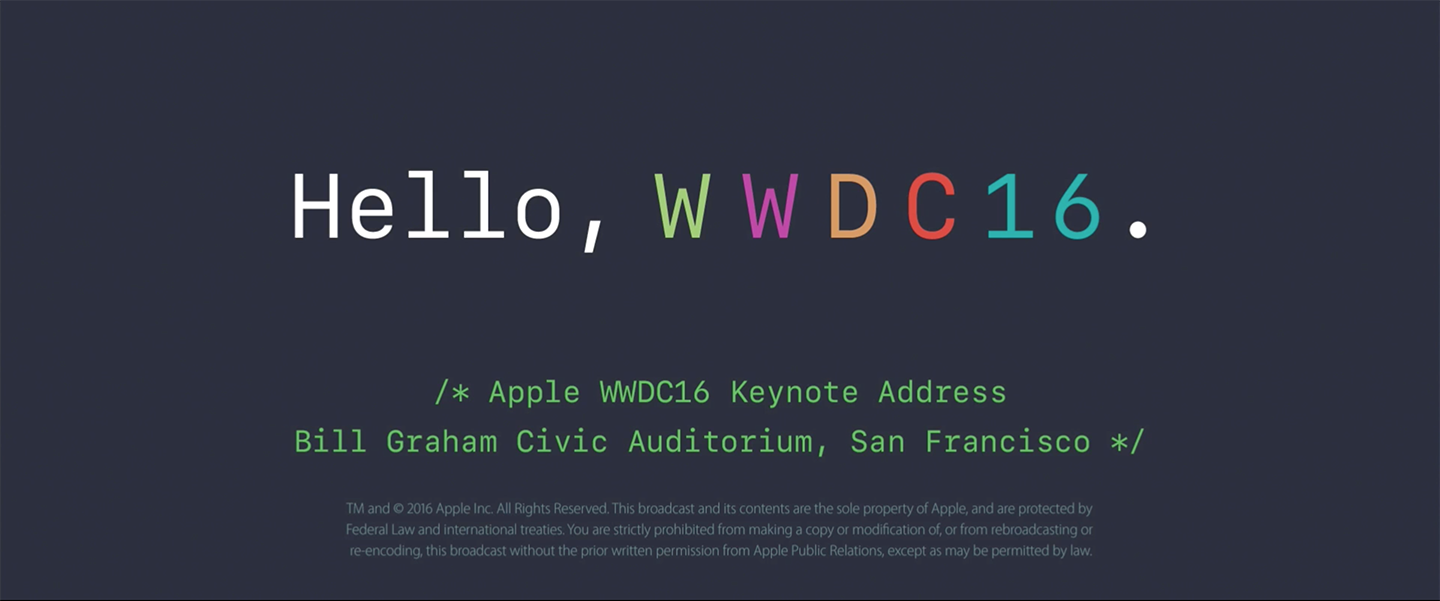 Hello, WWDC16.
/* Apple WWDC16 Keynote Address
Bill Graham Civic Auditorium, San Francisco */
TM and © 2016 Apple Inc. All Rights Reserved. This broadcast and its contents are the sole property of Apple, and are protected by
Federal Law and international treaties. You are strictly prohibited from making a copy or modification of, or from rebroadcasting or
re-encoding, this broadcast without the prior written permission from Apple Public Relations, except as may be permitted by law.